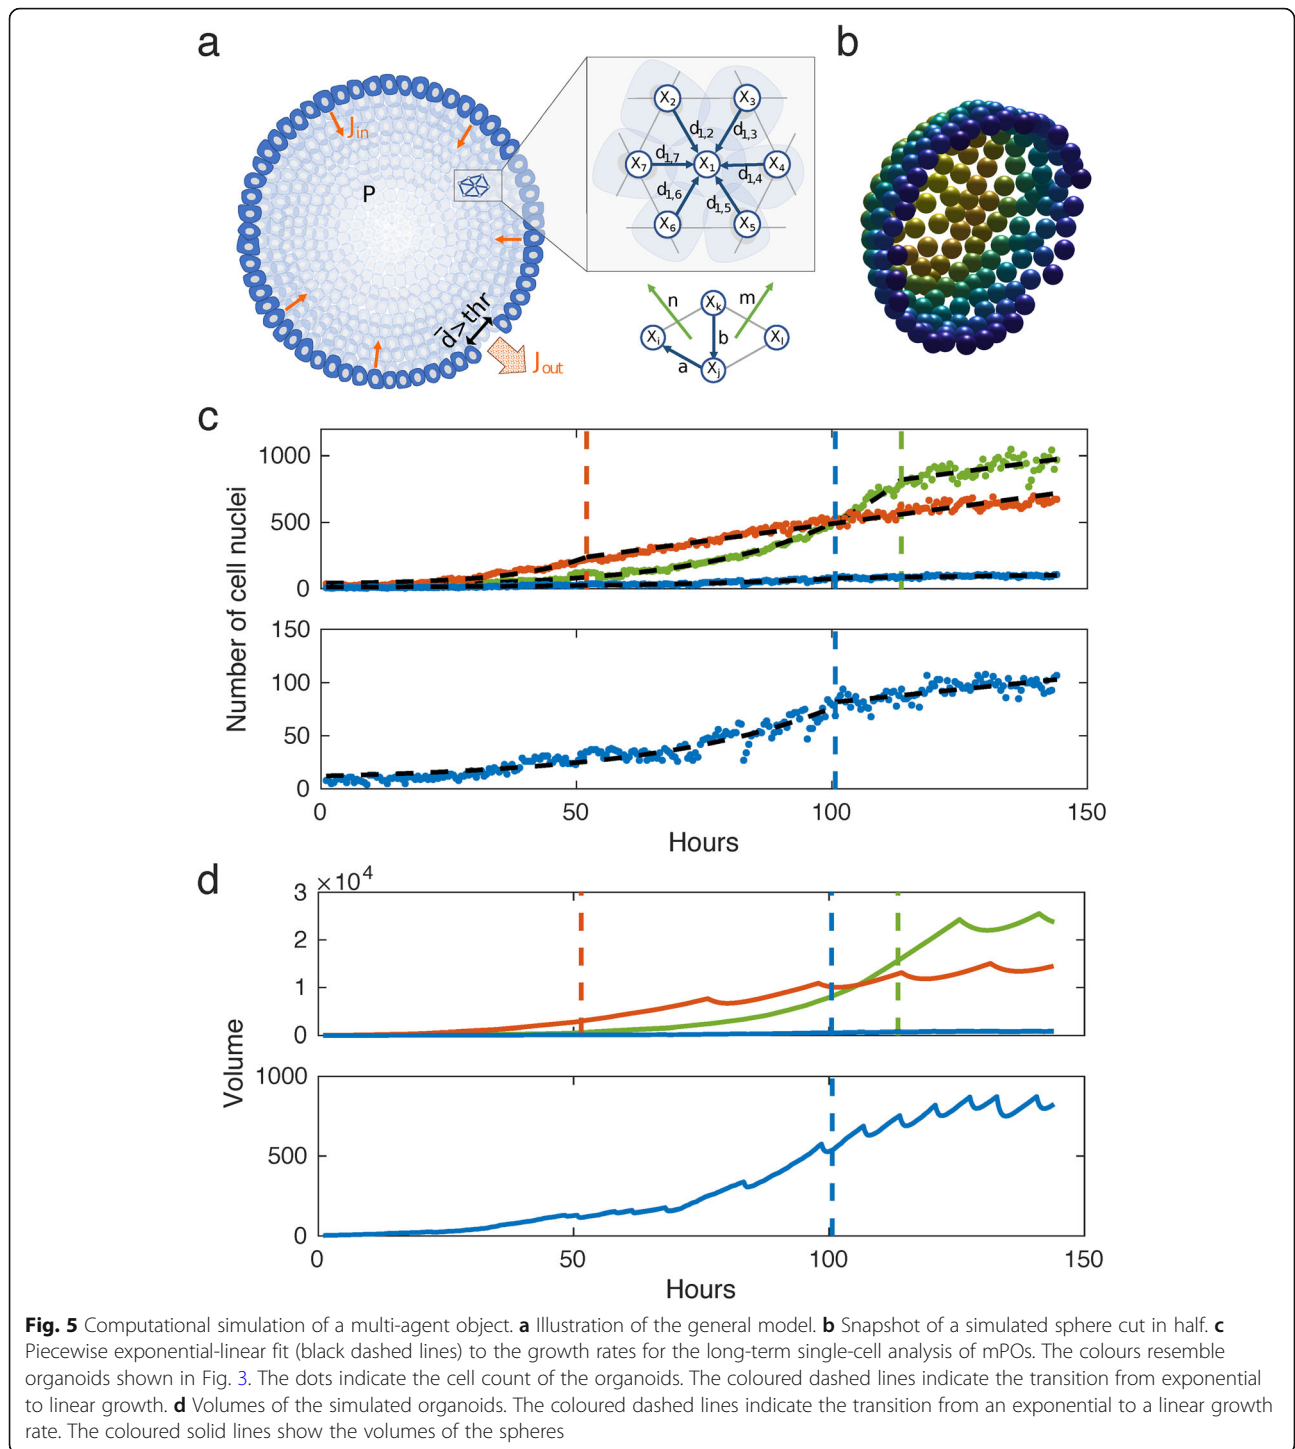 a
b
J in
P
d̄>thr
J out
X2
X3
d1,2
d1,3
X7
d1,7
X1
d1,4
X4
d1,6
d1,5
X6
X5
n
Xk
m
Xi
b
Xl
a
Xj
c
1000
500
0
Number of cell nuclei
150
100
50
0
0
50
100
150
Hours
d
×10^4
3
2
1
0
Volume
1000
500
0
0
50
100
150
Hours
Fig. 5 Computational simulation of a multi-agent object. a Illustration of the general model. b Snapshot of a simulated sphere cut in half. c
Piecewise exponential-linear fit (black dashed lines) to the growth rates for the long-term single-cell analysis of mPOs. The colours resemble
organoids shown in Fig. 3. The dots indicate the cell count of the organoids. The coloured dashed lines indicate the transition from exponential
to linear growth. d Volumes of the simulated organoids. The coloured dashed lines indicate the transition from an exponential to a linear growth
rate. The coloured solid lines show the volumes of the spheres